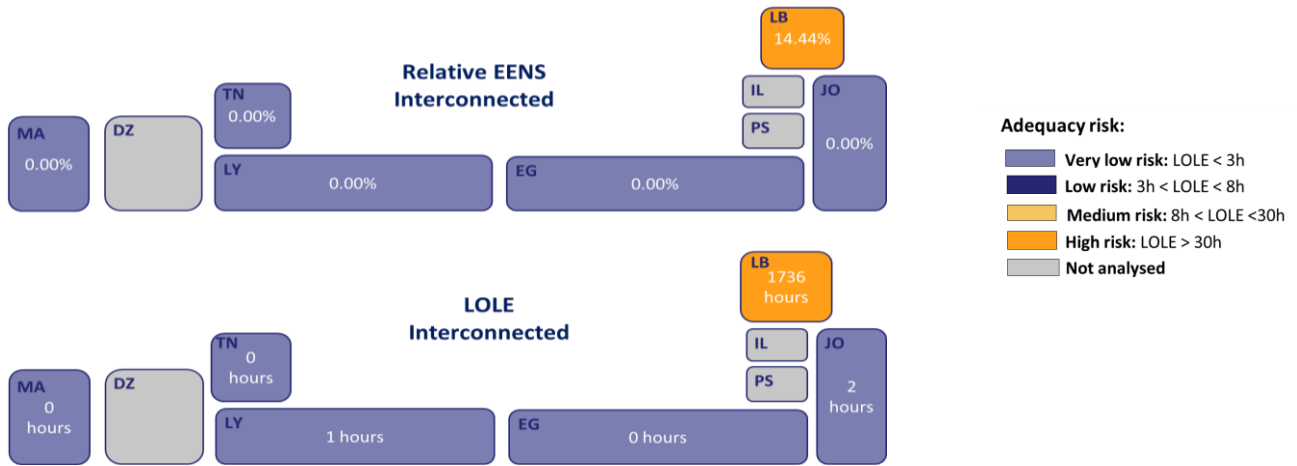 LB
14.44%
Relative EENS
Interconnected
TN
0.00%
IL
JO
MA
0.00%
DZ
PS
0.00%
LY
0.00%
EG
0.00%
Adequacy risk:
Very low risk: LOLE < 3h
Low risk: 3h < LOLE < 8h
Medium risk: 8h < LOLE <30h
High risk: LOLE > 30h
Not analysed
LB
1736
hours
LOLE
Interconnected
TN
0
hours
IL
JO
MA
0
hours
DZ
PS
2
hours
LY
1 hours
EG
0 hours